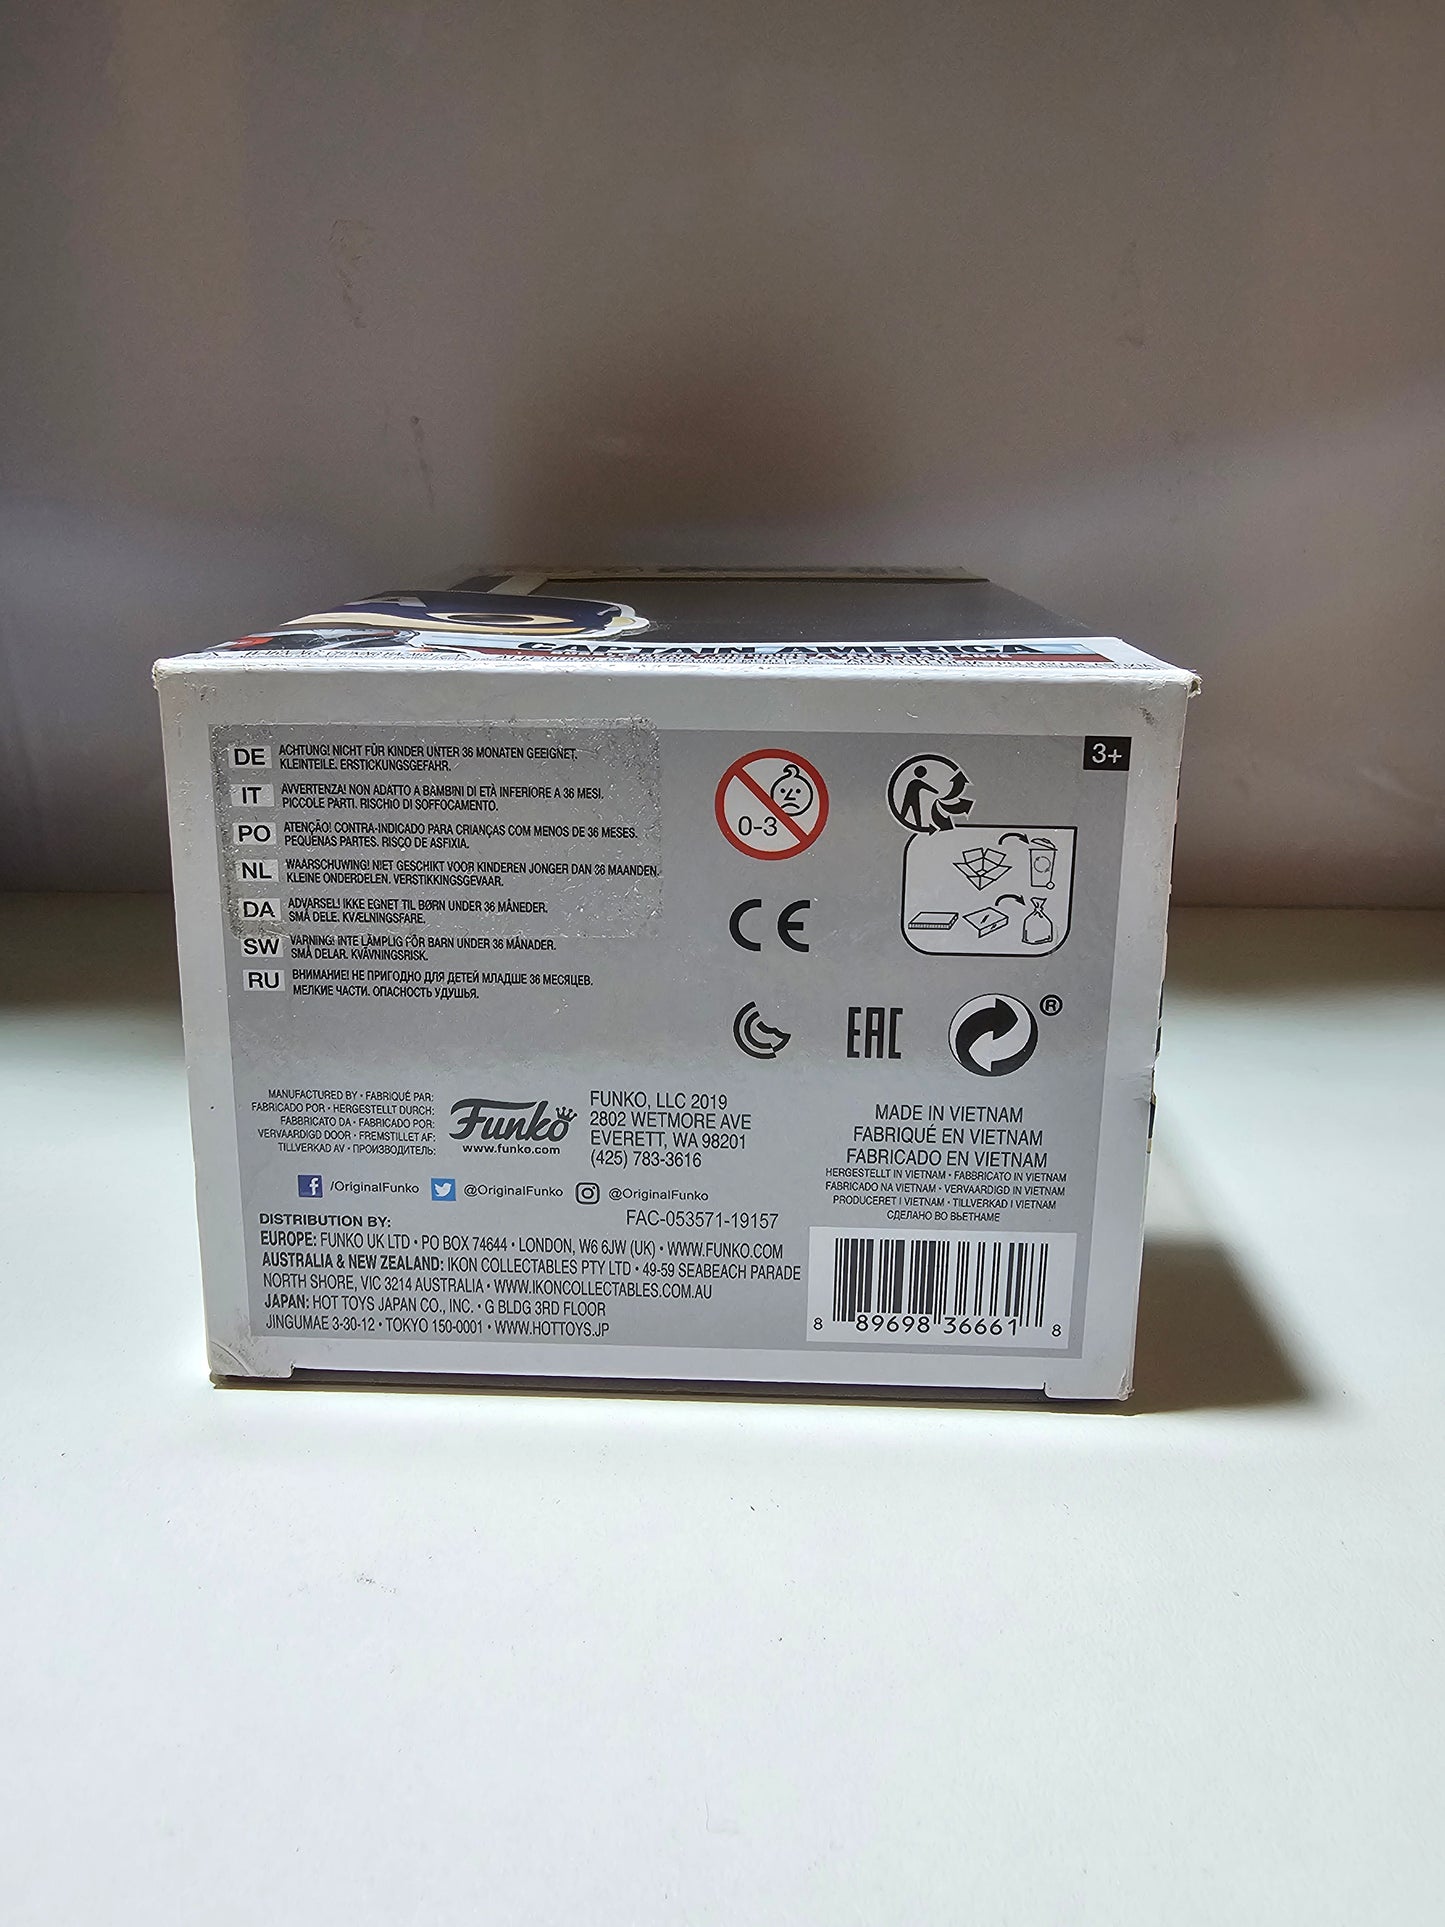 CAPTAIN AMERICA
DE ACHTUNG! NICHT FÜR KINDER UNTER 36 MONATEN GEEIGNET.
KLEINTEILE. ERSTICKUNGSGEFAHR.
IT AVVERTENZA! NON ADATTO A BAMBINI DI ETÀ INFERIORE A 36 MESI.
PICCOLE PARTI. RISCHIO DI SOFFOCAMENTO.
PO ATENÇÃO! CONTRA-INDICADO PARA CRIANÇAS COM MENOS DE 36 MESES.
PEQUENAS PARTES. RISCO DE ASFIXIA.
NL WAARSCHUWING! NIET GESCHIKT VOOR KINDEREN JONGER DAN 36 MAANDEN.
KLEINE ONDERDELEN. VERSTIKKINGSGEVAAR.
DA ADVARSEL! IKKE EGNET TIL BØRN UNDER 36 MÅNEDER.
SMÅ DELE. KVÆLNINGSFARE.
SW VARNING! INTE LÄMPLIG FÖR BARN UNDER 36 MÅNADER.
SMÅ DELAR. KVÄVNINGSRISK.
RU ВНИМАНИЕ! НЕ ПРИГОДНО ДЛЯ ДЕТЕЙ МЛАДШЕ 36 МЕСЯЦЕВ.
МЕЛКИЕ ЧАСТИ. ОПАСНОСТЬ УДУШЬЯ.
0-3
3+
CE
EAC
®
MANUFACTURED BY • FABRIQUÉ PAR:
FABRICADO POR • HERGESTELLT DURCH:
FABBRICATO DA • FABRICADO POR:
VERVAARDIGD DOOR • FREMSTILLET AF:
TILLVERKAD AV • ПРОИЗВОДИТЕЛЬ:
Funko
www.funko.com
FUNKO, LLC 2019
2802 WETMORE AVE
EVERETT, WA 98201
(425) 783-3616
f /OriginalFunko @OriginalFunko @OriginalFunko
FAC-053571-19157
MADE IN VIETNAM
FABRIQUÉ EN VIETNAM
FABRICADO EN VIETNAM
HERGESTELLT IN VIETNAM • FABBRICATO IN VIETNAM
FABRICADO NA VIETNAM • VERVAARDIGD IN VIETNAM
PRODUCERET I VIETNAM • TILLVERKAD I VIETNAM
СДЕЛАНО ВО ВЬЕТНАМЕ
DISTRIBUTION BY:
EUROPE: FUNKO UK LTD • PO BOX 74644 • LONDON, W6 6JW (UK) • WWW.FUNKO.COM
AUSTRALIA & NEW ZEALAND: IKON COLLECTABLES PTY LTD • 49-59 SEABEACH PARADE
NORTH SHORE, VIC 3214 AUSTRALIA • WWW.IKONCOLLECTABLES.COM.AU
JAPAN: HOT TOYS JAPAN CO., INC. • G BLDG 3RD FLOOR
JINGUMAE 3-30-12 • TOKYO 150-0001 • WWW.HOTTOYS.JP
8 89698 36661 8